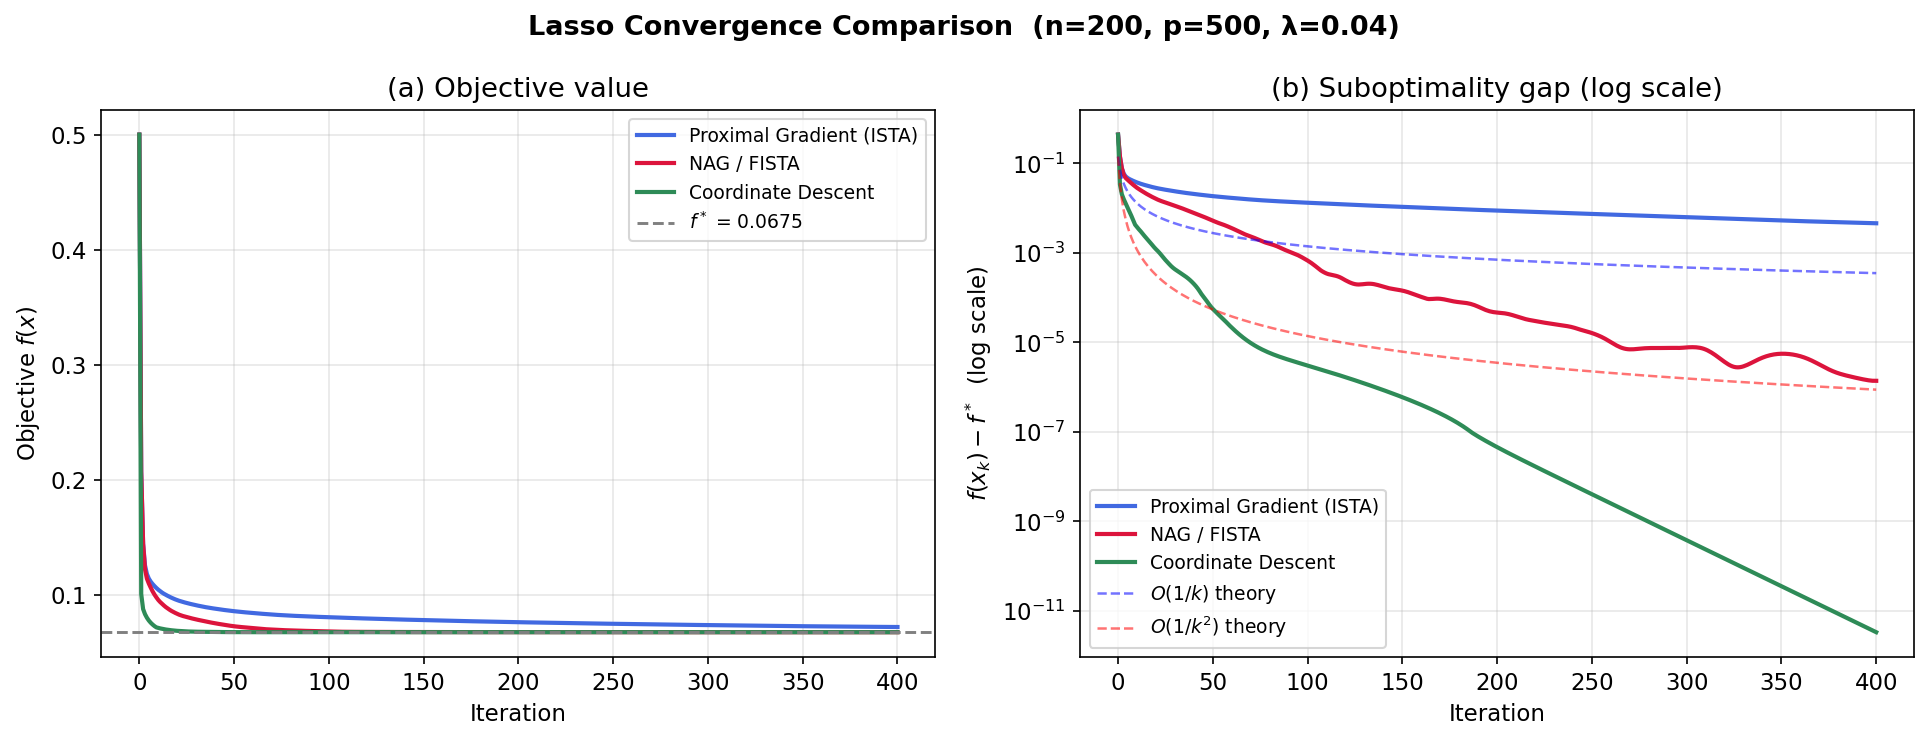 Lasso Convergence Comparison  (n=200, p=500, λ=0.04)
(a) Objective value
0.5
0.4
0.3
0.2
0.1
Objective f(x)
0 50 100 150 200 250 300 350 400
Iteration
Proximal Gradient (ISTA)
NAG / FISTA
Coordinate Descent
f* = 0.0675
(b) Suboptimality gap (log scale)
10⁻¹
10⁻³
10⁻⁵
10⁻⁷
10⁻⁹
10⁻¹¹
f(xₖ) − f*  (log scale)
0 50 100 150 200 250 300 350 400
Iteration
Proximal Gradient (ISTA)
NAG / FISTA
Coordinate Descent
O(1/k) theory
O(1/k²) theory